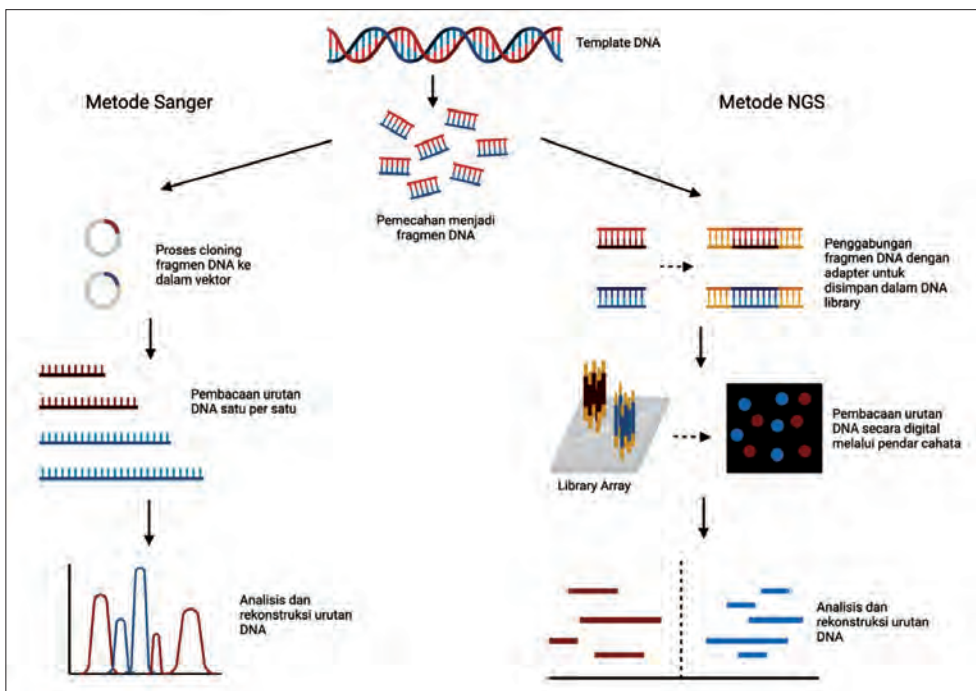 Template DNA
Metode Sanger
Metode NGS
Pemecahan menjadi
fragmen DNA
Proses cloning
fragmen DNA ke
dalam vektor
Penggabungan
fragmen DNA dengan
adapter untuk
disimpan dalam DNA
library
Pembacaan urutan
DNA satu per satu
Library Array
Pembacaan urutan
DNA secara digital
melalui pendar cahata
Analisis dan
rekonstruksi urutan
DNA
Analisis dan
rekonstruksi urutan
DNA